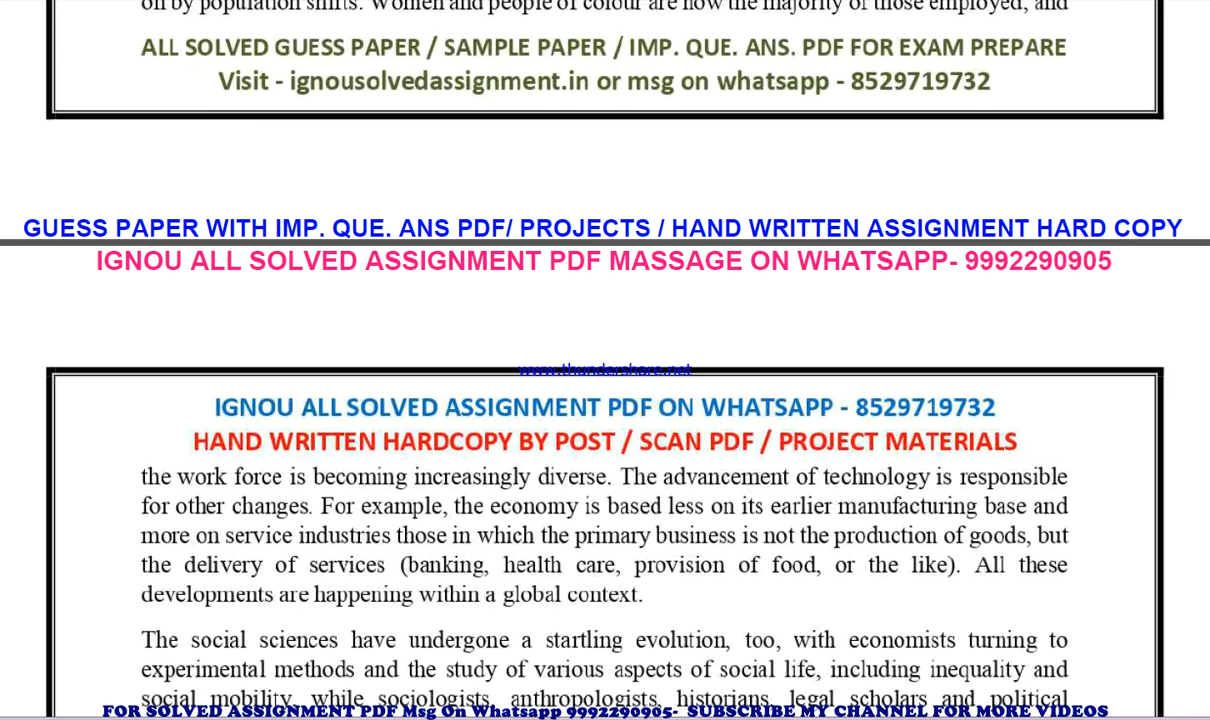 on by population shifts. Women and people of colour are now the majority of those employed, and
ALL SOLVED GUESS PAPER / SAMPLE PAPER / IMP. QUE. ANS. PDF FOR EXAM PREPARE
Visit - ignousolvedassignment.in or msg on whatsapp - 8529719732
GUESS PAPER WITH IMP. QUE. ANS PDF/ PROJECTS / HAND WRITTEN ASSIGNMENT HARD COPY
IGNOU ALL SOLVED ASSIGNMENT PDF MASSAGE ON WHATSAPP- 9992290905
www.thundershare.net
IGNOU ALL SOLVED ASSIGNMENT PDF ON WHATSAPP - 8529719732
HAND WRITTEN HARDCOPY BY POST / SCAN PDF / PROJECT MATERIALS
the work force is becoming increasingly diverse. The advancement of technology is responsible
for other changes. For example, the economy is based less on its earlier manufacturing base and
more on service industries those in which the primary business is not the production of goods, but
the delivery of services (banking, health care, provision of food, or the like). All these
developments are happening within a global context.
The social sciences have undergone a startling evolution, too, with economists turning to
experimental methods and the study of various aspects of social life, including inequality and
social mobility, while sociologists, anthropologists, historians, legal scholars and political
FOR SOLVED ASSIGNMENT PDF Msg On Whatsapp 9992290905- SUBSCRIBE MY CHANNEL FOR MORE VIDEOS